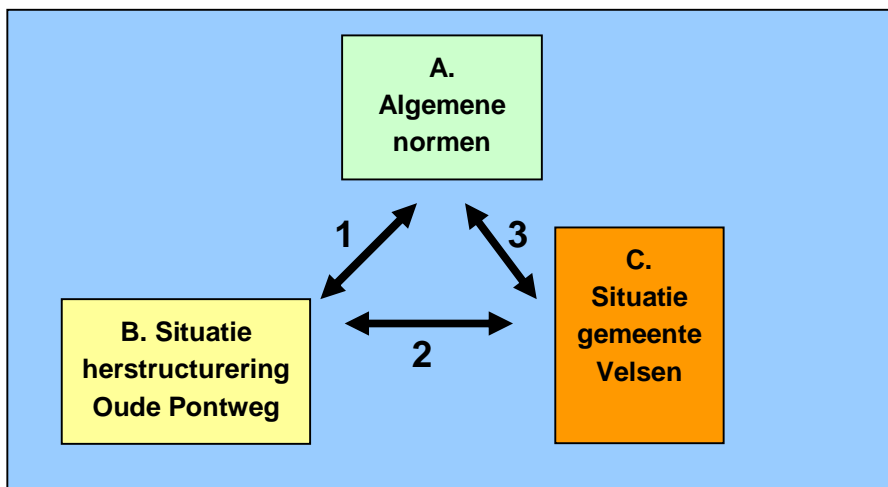 A.
Algemene
normen
1
3
C.
Situatie
gemeente
Velsen
B. Situatie
herstructurering
Oude Pontweg
2